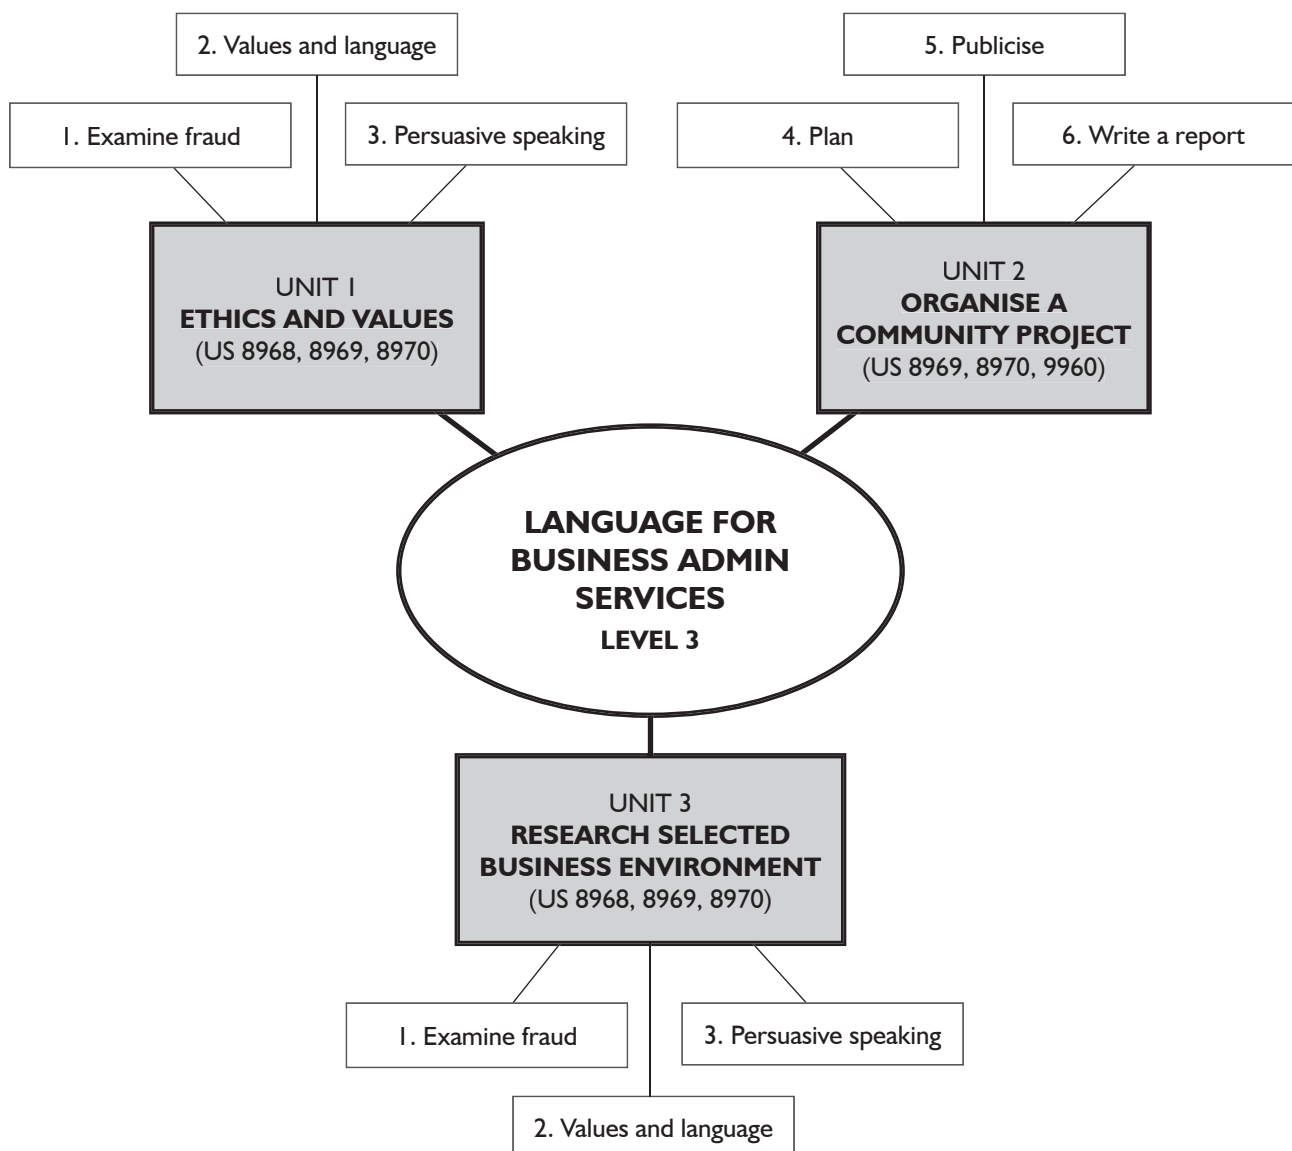 2. Values and language
1. Examine fraud
3. Persuasive speaking
UNIT 1
ETHICS AND VALUES
(US 8968, 8969, 8970)
5. Publicise
4. Plan
6. Write a report
UNIT 2
ORGANISE A
COMMUNITY PROJECT
(US 8969, 8970, 9960)
LANGUAGE FOR
BUSINESS ADMIN
SERVICES
LEVEL 3
UNIT 3
RESEARCH SELECTED
BUSINESS ENVIRONMENT
(US 8968, 8969, 8970)
1. Examine fraud
3. Persuasive speaking
2. Values and language